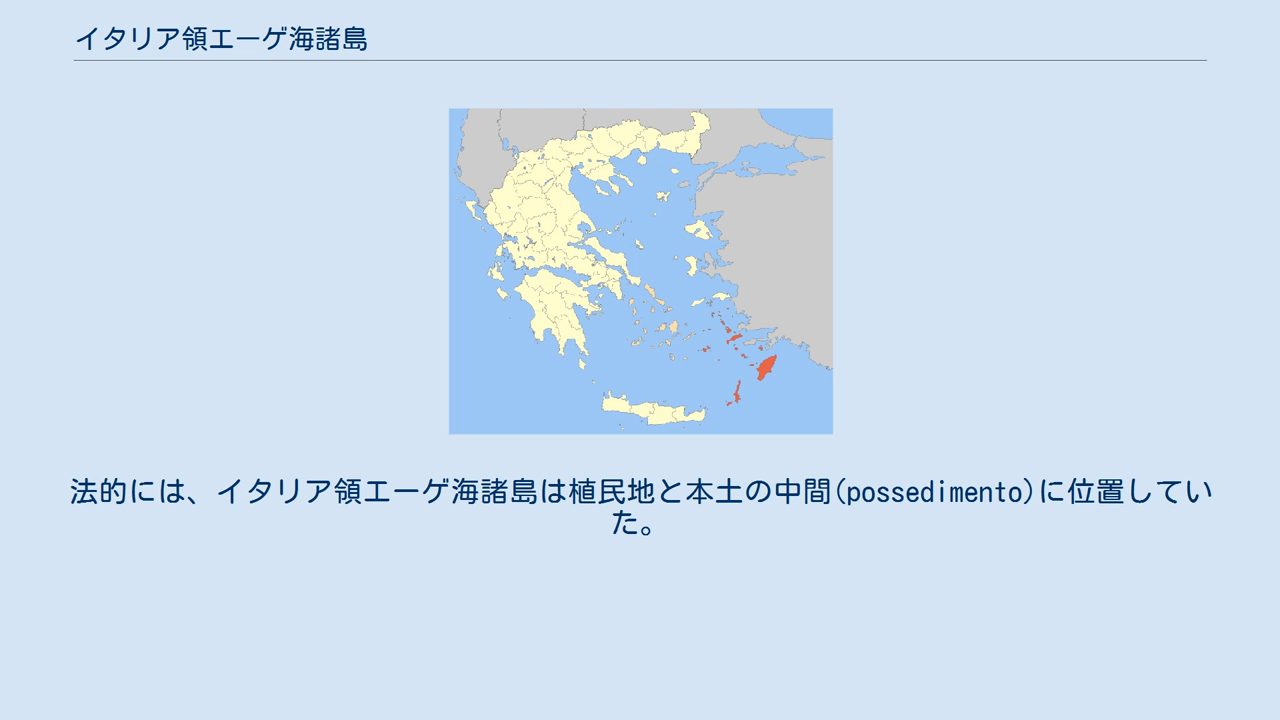 イタリア領エーゲ海諸島
法的には、イタリア領エーゲ海諸島は植民地と本土の中間(possedimento)に位置してい
た。